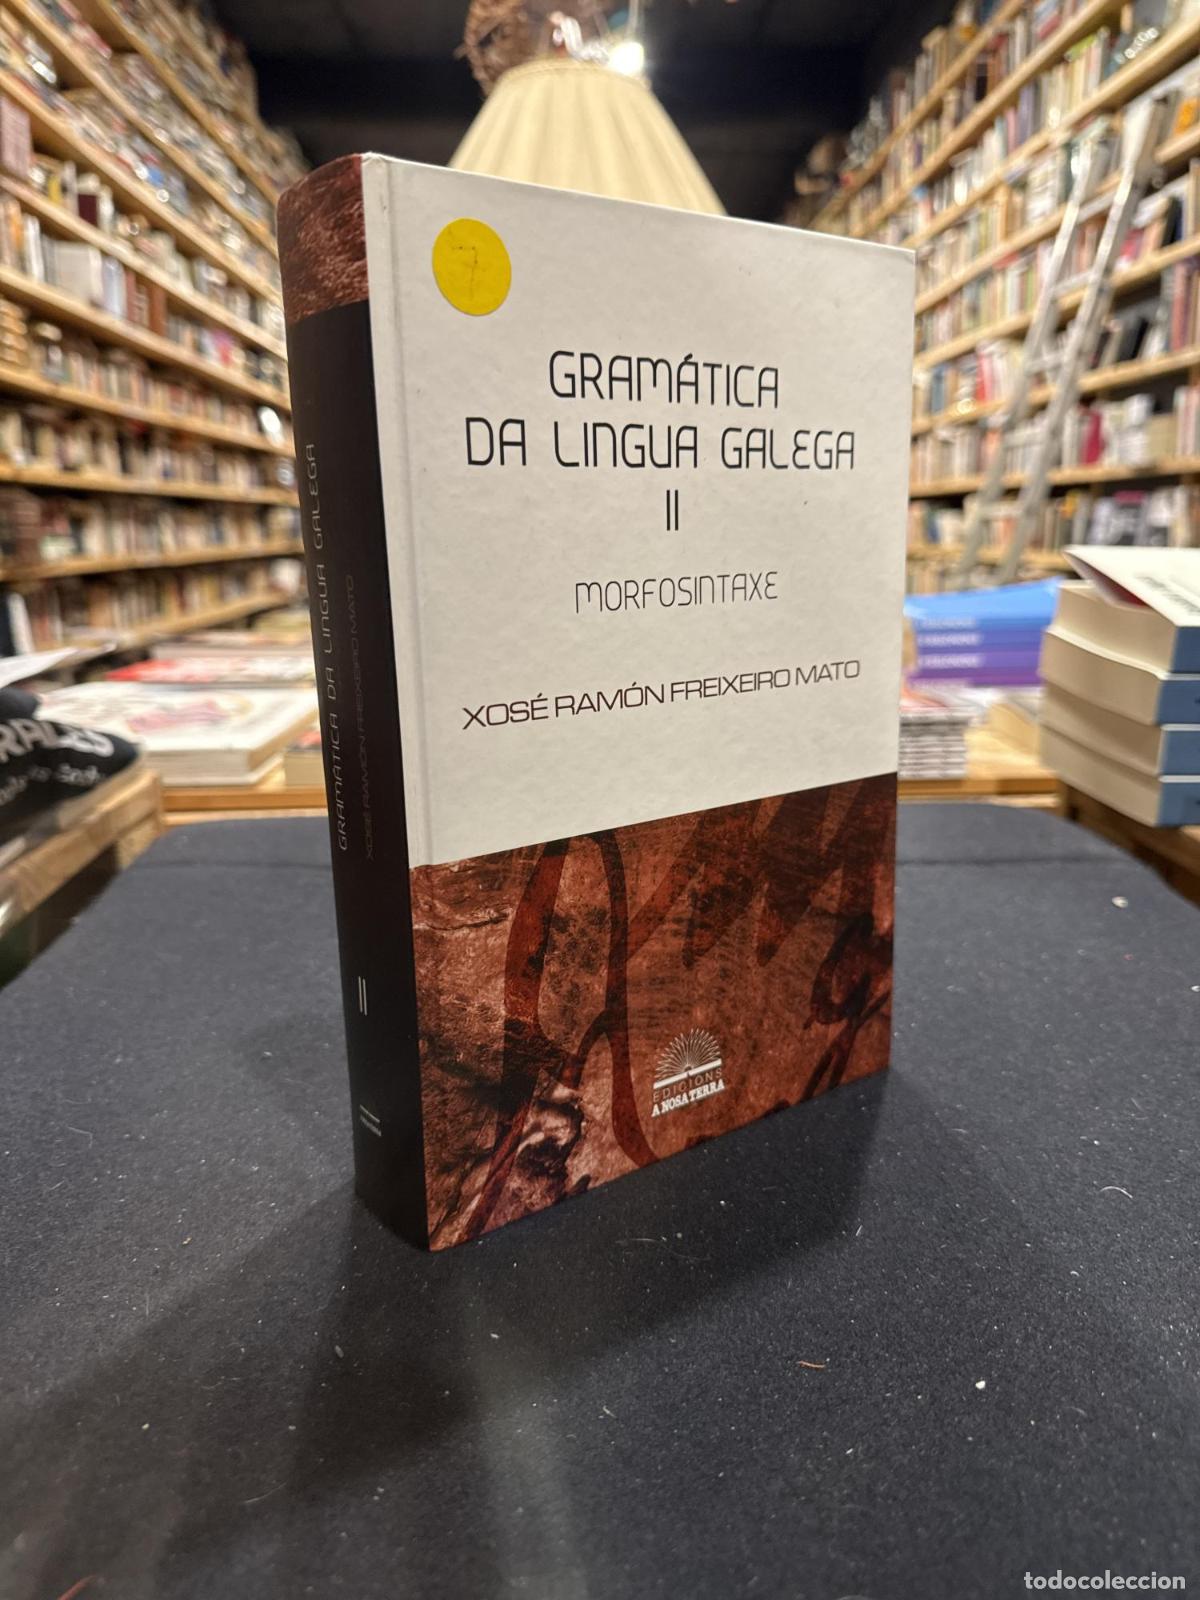 7
GRAMÁTICA
DA LINGUA GALEGA
II
MORFOSINTAXE
XOSÉ RAMÓN FREIXEIRO MATO
EDICIONS
A NOSA TERRA
GRAMÁTICA DA LINGUA GALEGA
XOSÉ RAMÓN FREIXEIRO MATO
II
todocoleccion